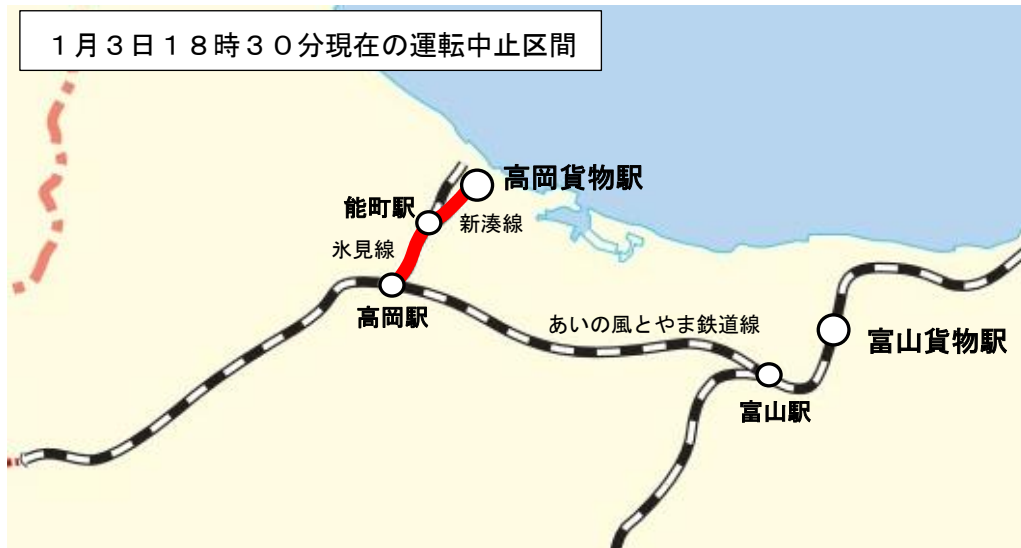 １月３日１８時３０分現在の運転中止区間
高岡貨物駅
能町駅
新湊線
氷見線
高岡駅
あいの風とやま鉄道線
富山貨物駅
富山駅